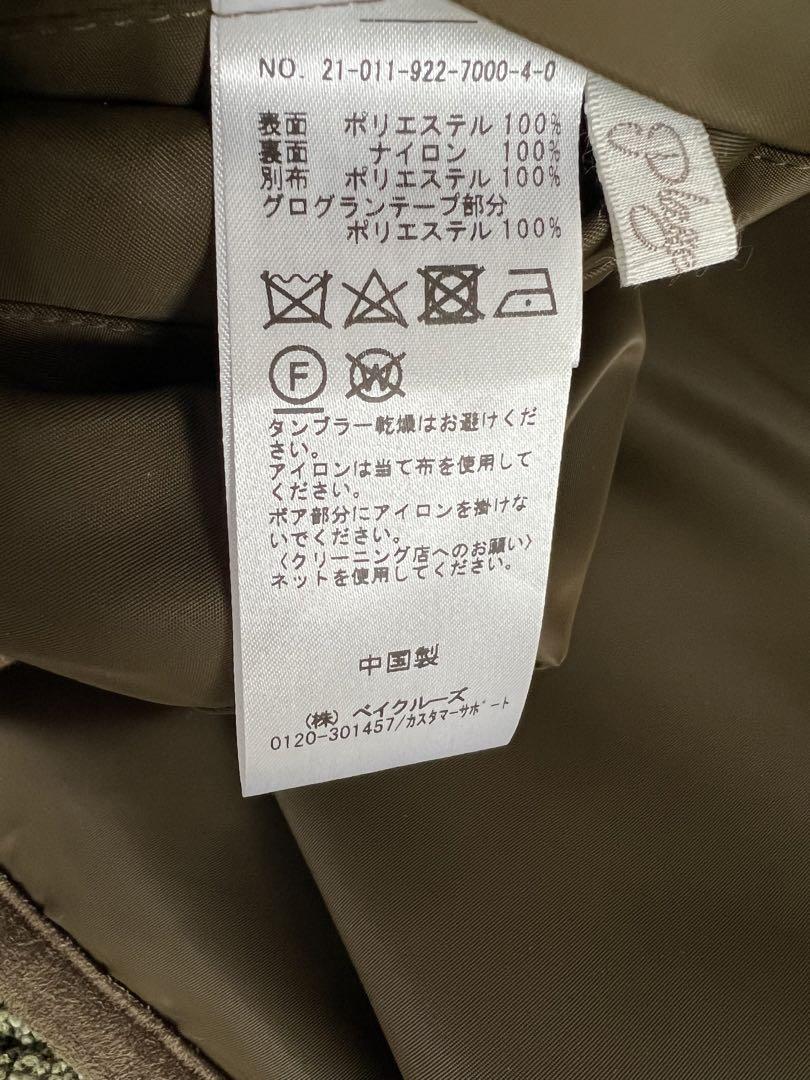 NO. 21-011-922-7000-4-0
表面 ポリエステル 100%
裏面 ナイロン 100%
別布 ポリエステル 100%
グログランテープ部分
ポリエステル 100%
F
W
タンブラー乾燥はお避けくだ
さい。
アイロンは当て布を使用して
ください。
ボア部分にアイロンを掛けな
いでください。
〈クリーニング店へのお願い〉
ネットを使用してください。
中国製
(株) ベイクルーズ
0120-301457/カスタマーサポート